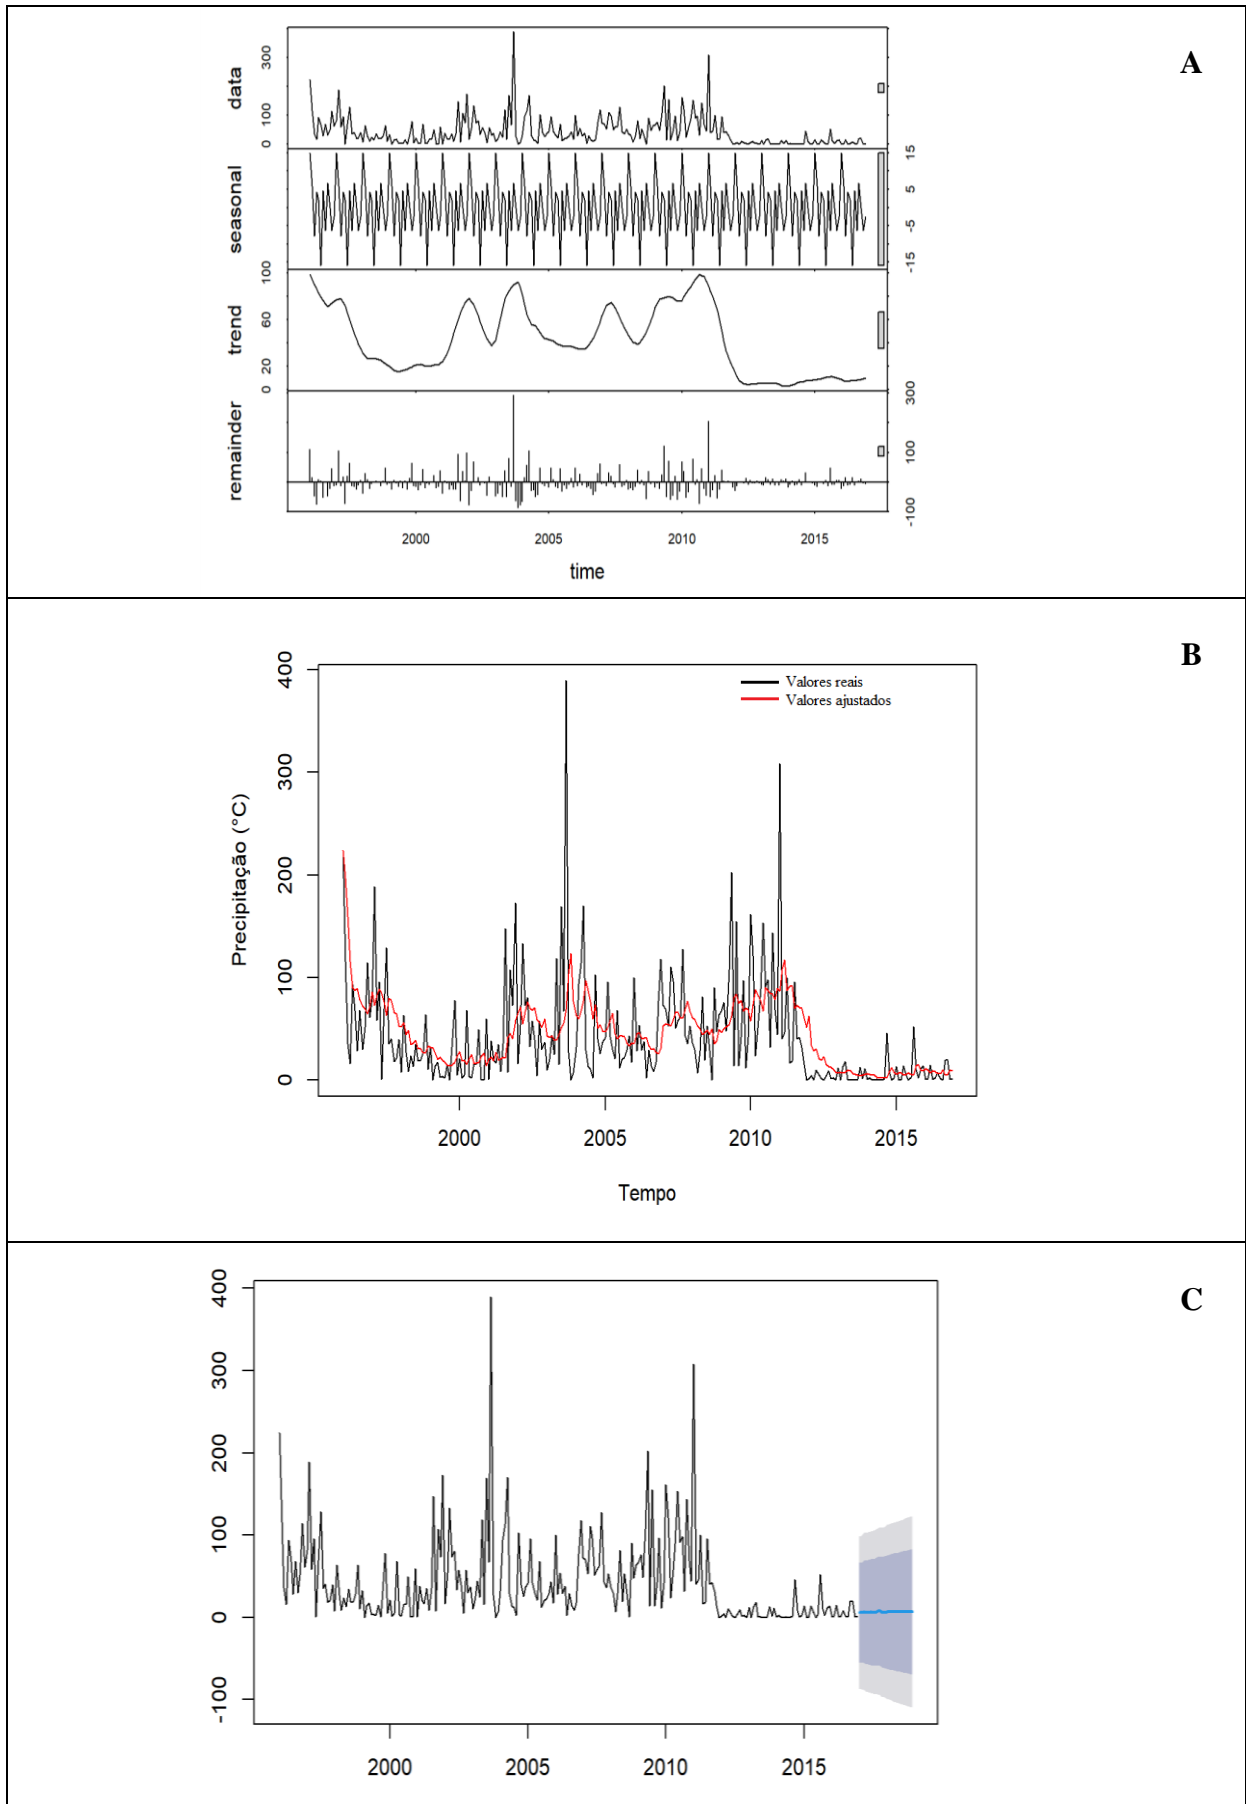 A
data
0 100 300
seasonal
-15 -5 5 15
trend
0 20 60 100
remainder
-100 100 300
2000 2005 2010 2015
time
B
Valores reais
Valores ajustados
Precipitação (°C)
0 100 200 300 400
2000 2005 2010 2015
Tempo
C
-100 0 100 200 300 400
2000 2005 2010 2015